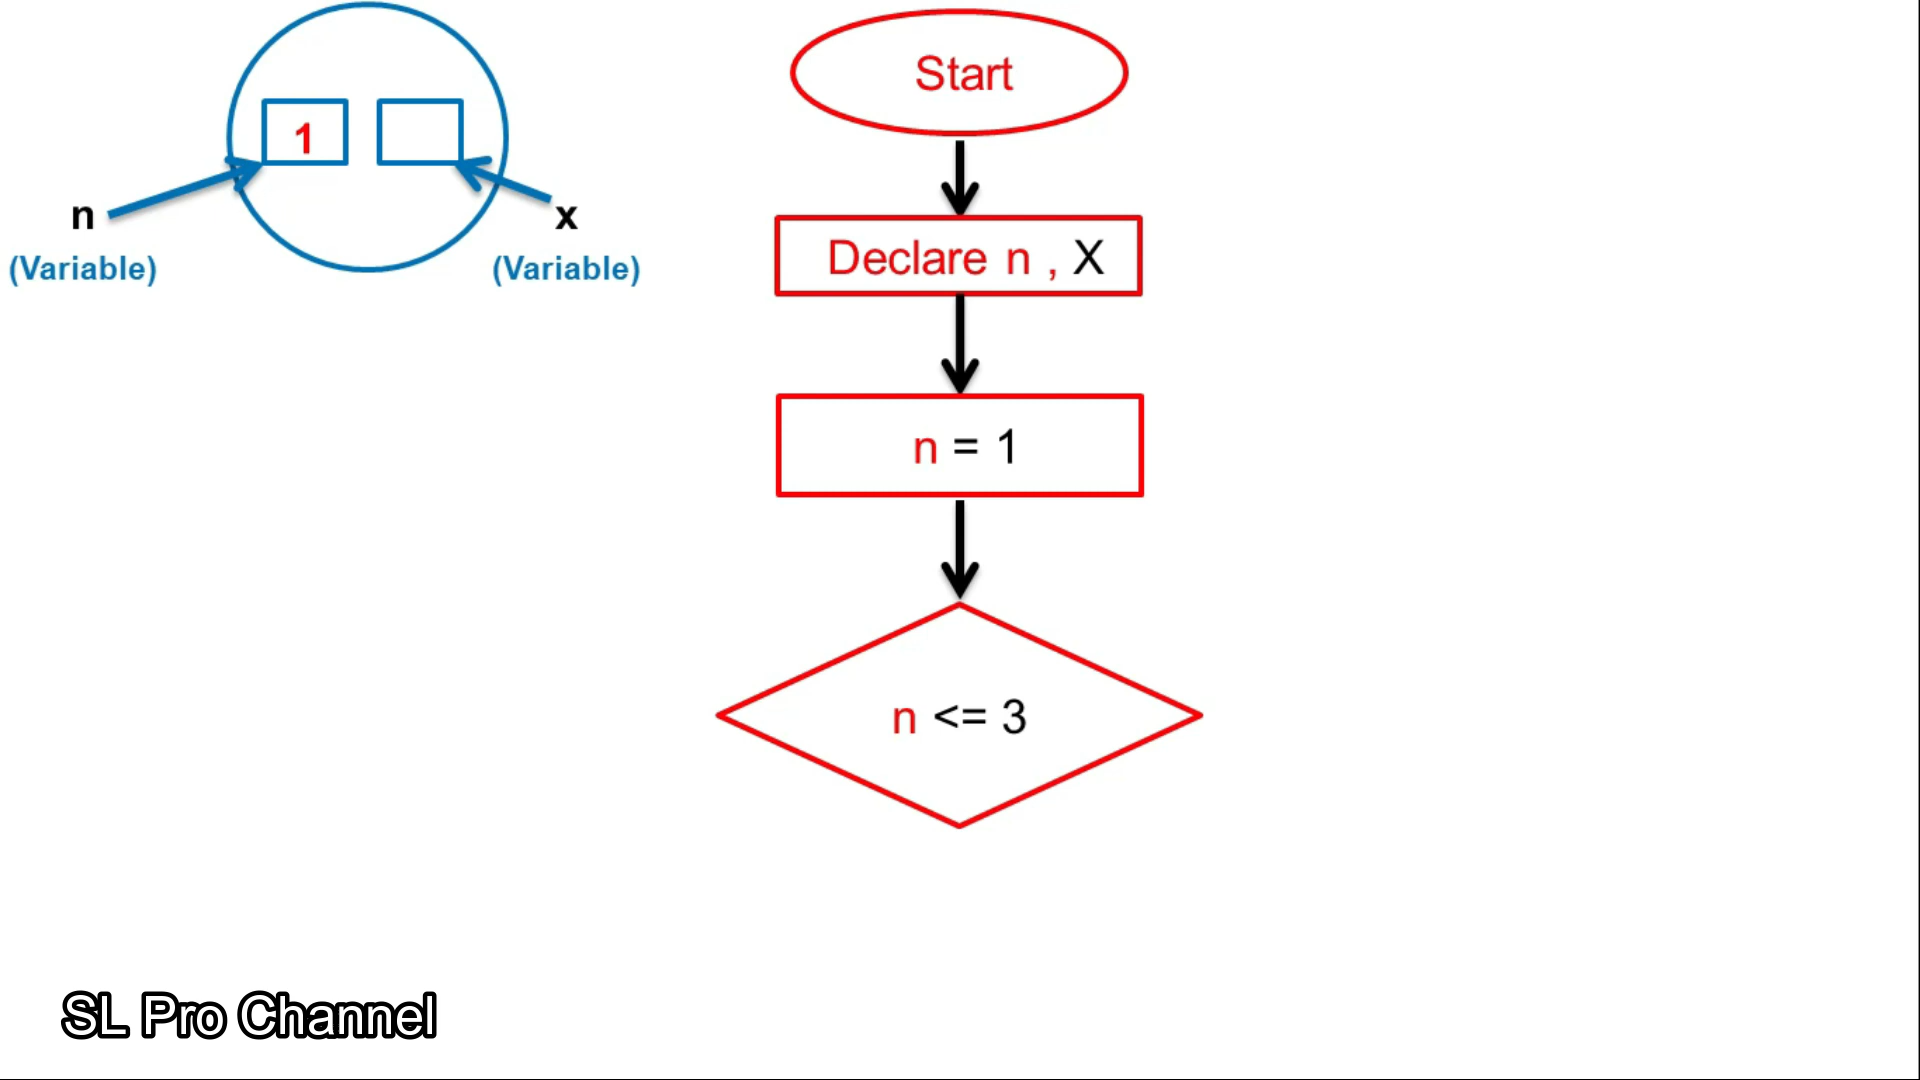 1
n
(Variable)
x
(Variable)
Start
Declare n , X
n = 1
n <= 3
SL Pro Channel